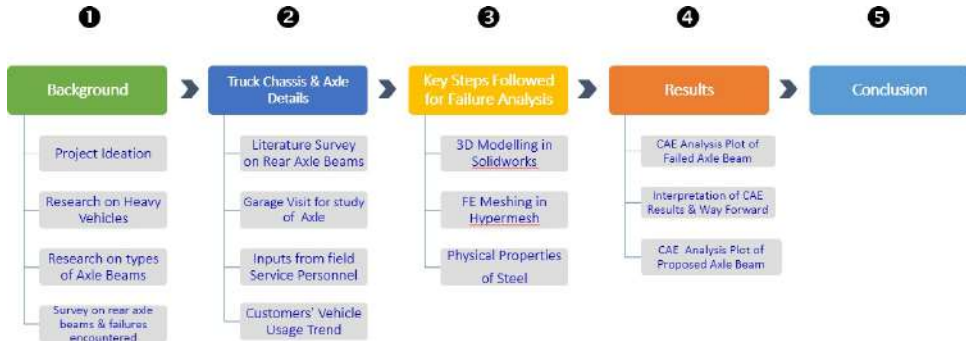 ❶
❷
❸
❹
❺
Background
Truck Chassis & Axle
Details
Key Steps Followed
for Failure Analysis
Results
Conclusion
Project Ideation
Research on Heavy
Vehicles
Research on types
of Axle Beams
Survey on rear axle
beams & failures
encountered
Literature Survey
on Rear Axle Beams
Garage Visit for study
of Axle
Inputs from field
Service Personnel
Customers' Vehicle
Usage Trend
3D Modelling in
Solidworks
FE Meshing in
Hypermesh
Physical Properties
of Steel
CAE Analysis Plot of
Failed Axle Beam
Interpretation of CAE
Results & Way Forward
CAE Analysis Plot of
Proposed Axle Beam